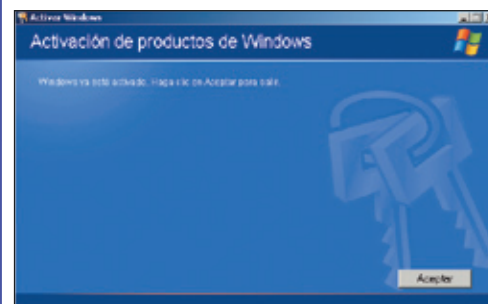 Activar Windows
Activación de productos de Windows
Windows ya está activado. Haga clic en Aceptar para salir.
Aceptar